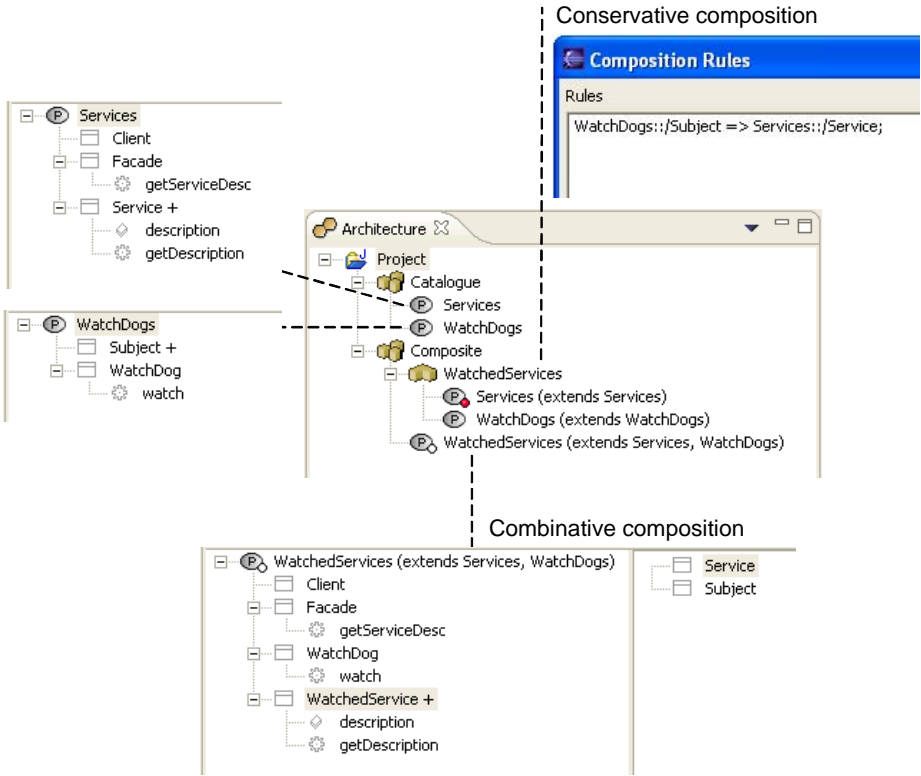 Conservative composition
Composition Rules
Rules
WatchDogs::/Subject => Services::/Service;
P Services
Client
Facade
getServiceDesc
Service +
description
getDescription
P WatchDogs
Subject +
WatchDog
watch
Architecture
Project
Catalogue
P Services
P WatchDogs
Composite
WatchedServices
P Services (extends Services)
P WatchDogs (extends WatchDogs)
P WatchedServices (extends Services, WatchDogs)
Combinative composition
P WatchedServices (extends Services, WatchDogs)
Client
Facade
getServiceDesc
WatchDog
watch
WatchedService +
description
getDescription
Service
Subject